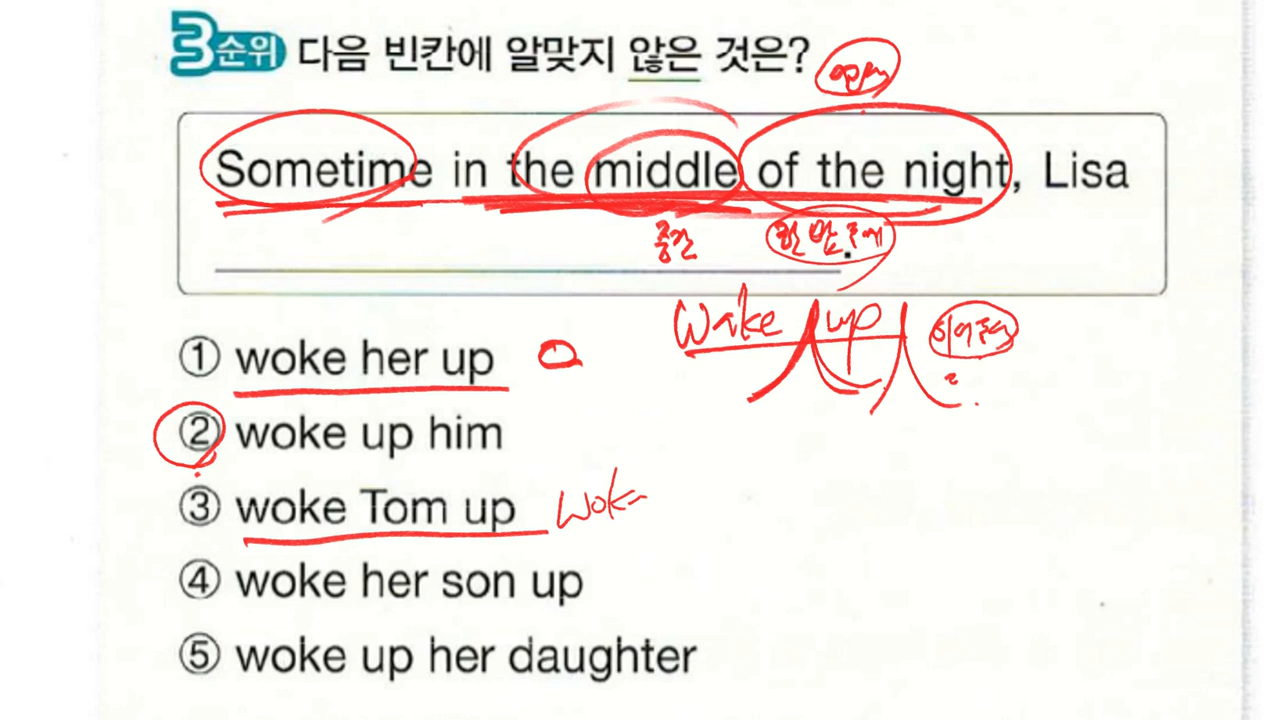 3순위 다음 빈칸에 알맞지 않은 것은?
Sometime in the middle of the night, Lisa
중간 한 밤 중에
____________________.
Wake up
① woke her up
② woke up him
③ woke Tom up wok
④ woke her son up
⑤ woke up her daughter